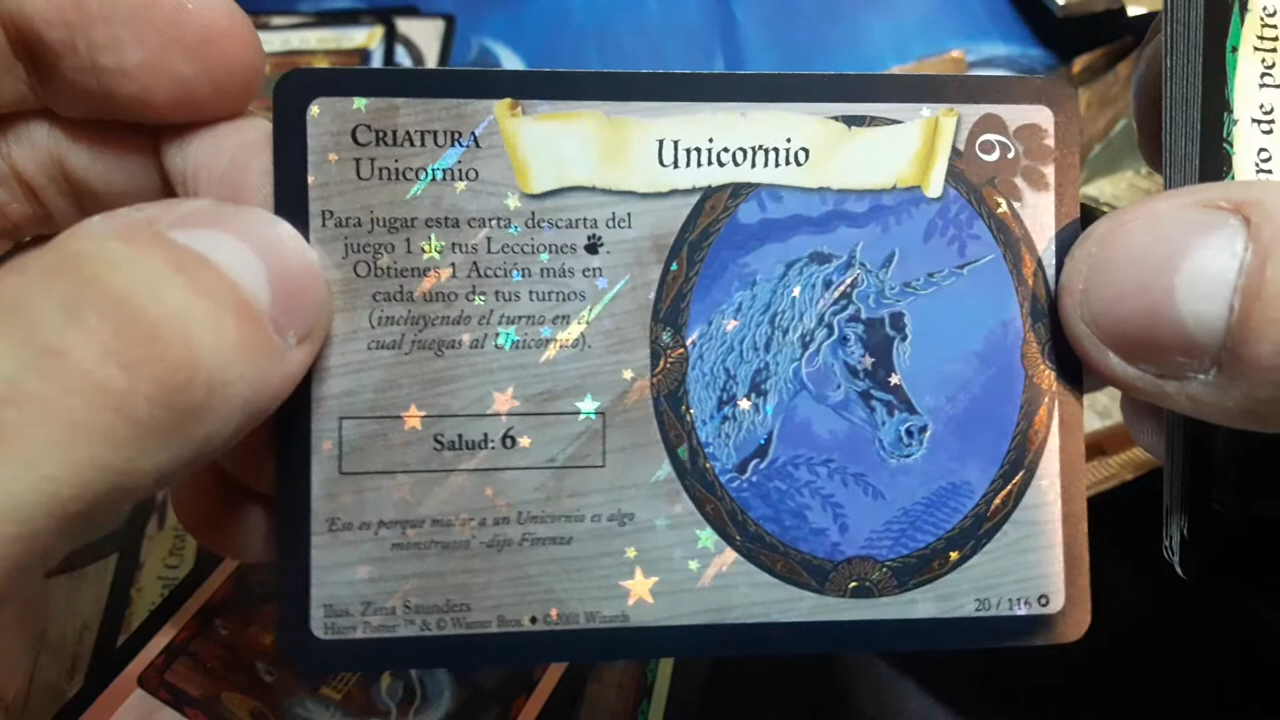 CRIATURA
Unicornio
Unicornio
9
Para jugar esta carta, descarta del
juego 1 de tus Lecciones
Obtienes 1 Acción más en
cada uno de tus turnos
(incluyendo el turno en el
cual juegas al Unicornio).
Salud: 6
'Eso es porque matar a un Unicornio es algo
monstruoso' -dijo Firenze
Illus. Zina Saunders
Harry Potter ™ & © Warner Bros. ♦ ©2001 Wizards
20 / 116 ✪
ro de peltre